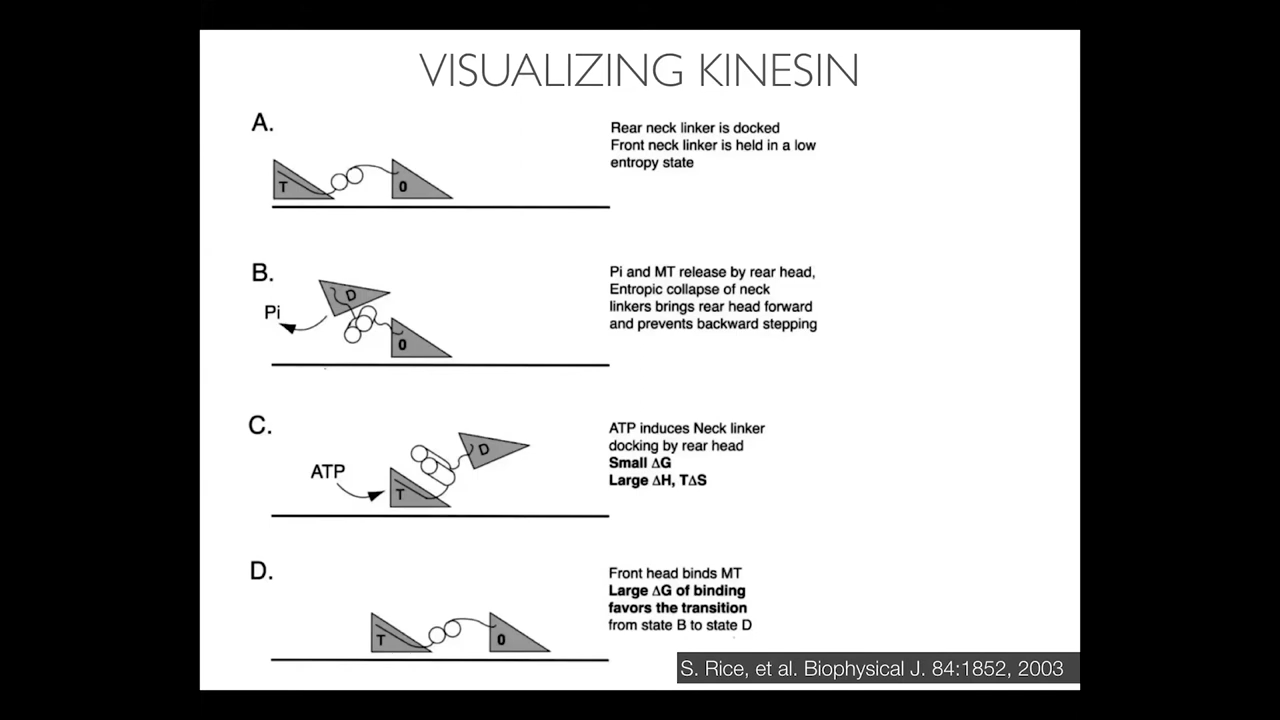 VISUALIZING KINESIN
A.
Rear neck linker is docked
Front neck linker is held in a low
entropy state
T
0
B.
Pi and MT release by rear head,
Entropic collapse of neck
linkers brings rear head forward
and prevents backward stepping
D
Pi
0
C.
ATP induces Neck linker
docking by rear head
Small ΔG
Large ΔH, TΔS
D
ATP
T
D.
Front head binds MT
Large ΔG of binding
favors the transition
from state B to state D
T
0
S. Rice, et al. Biophysical J. 84:1852, 2003